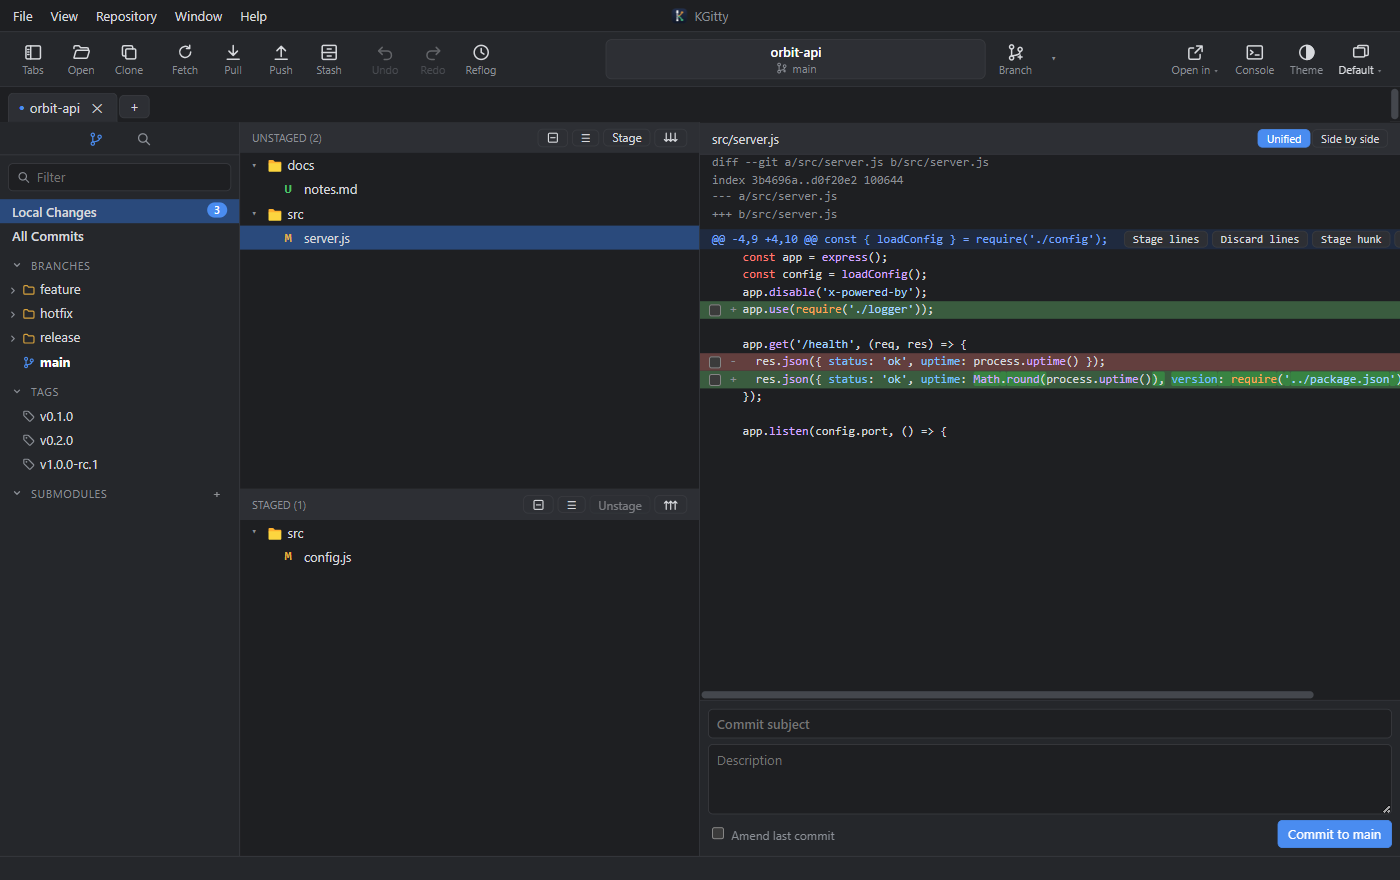 File View Repository Window Help
KGitty
Tabs Open Clone Fetch Pull Push Stash Undo Redo Reflog
orbit-api
main
Branch
Open in Console Theme Default
orbit-api
+
Filter
Local Changes 3
All Commits
BRANCHES
feature
hotfix
release
main
TAGS
v0.1.0
v0.2.0
v1.0.0-rc.1
SUBMODULES +
UNSTAGED (2) Stage
docs
U notes.md
src
M server.js
STAGED (1) Unstage
src
M config.js
src/server.js Unified Side by side
diff --git a/src/server.js b/src/server.js
index 3b4696a..d0f20e2 100644
--- a/src/server.js
+++ b/src/server.js
@@ -4,9 +4,10 @@ const { loadConfig } = require('./config'); Stage lines Discard lines Stage hunk
const app = express();
const config = loadConfig();
app.disable('x-powered-by');
+ app.use(require('./logger'));
app.get('/health', (req, res) => {
- res.json({ status: 'ok', uptime: process.uptime() });
+ res.json({ status: 'ok', uptime: Math.round(process.uptime()), version: require('../package.json')
});
app.listen(config.port, () => {
Commit subject
Description
Amend last commit
Commit to main